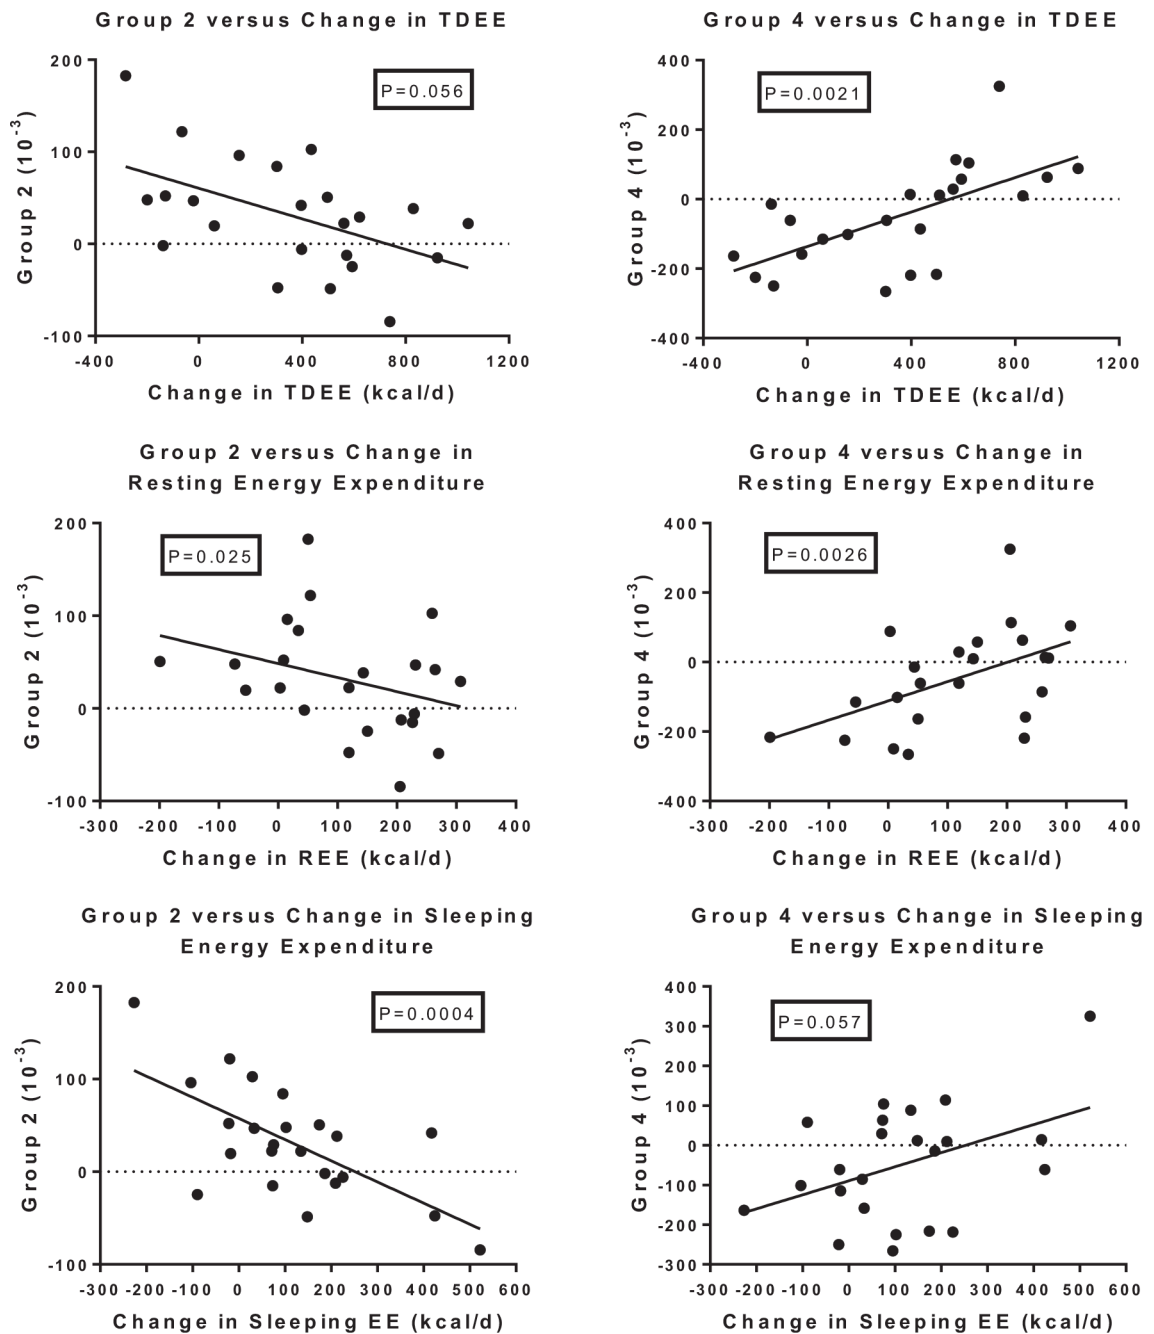 Group 2 versus Change in TDEE
200
100
0
-100
Group 2 (10-3)
P=0.056
-400 0 400 800 1200
Change in TDEE (kcal/d)
Group 4 versus Change in TDEE
400
200
0
-200
-400
Group 4 (10-3)
P=0.0021
-400 0 400 800 1200
Change in TDEE (kcal/d)
Group 2 versus Change in
Resting Energy Expenditure
200
100
0
-100
Group 2 (10-3)
P=0.025
-300 -200 -100 0 100 200 300 400
Change in REE (kcal/d)
Group 4 versus Change in
Resting Energy Expenditure
400
200
0
-200
-400
Group 4 (10-3)
P=0.0026
-300 -200 -100 0 100 200 300 400
Change in REE (kcal/d)
Group 2 versus Change in Sleeping
Energy Expenditure
200
100
0
-100
Group 2 (10-3)
P=0.0004
-300 -200 -100 0 100 200 300 400 500 600
Change in Sleeping EE (kcal/d)
Group 4 versus Change in Sleeping
Energy Expenditure
400
300
200
100
0
-100
-200
-300
Group 4 (10-3)
P=0.057
-300 -200 -100 0 100 200 300 400 500 600
Change in Sleeping EE (kcal/d)